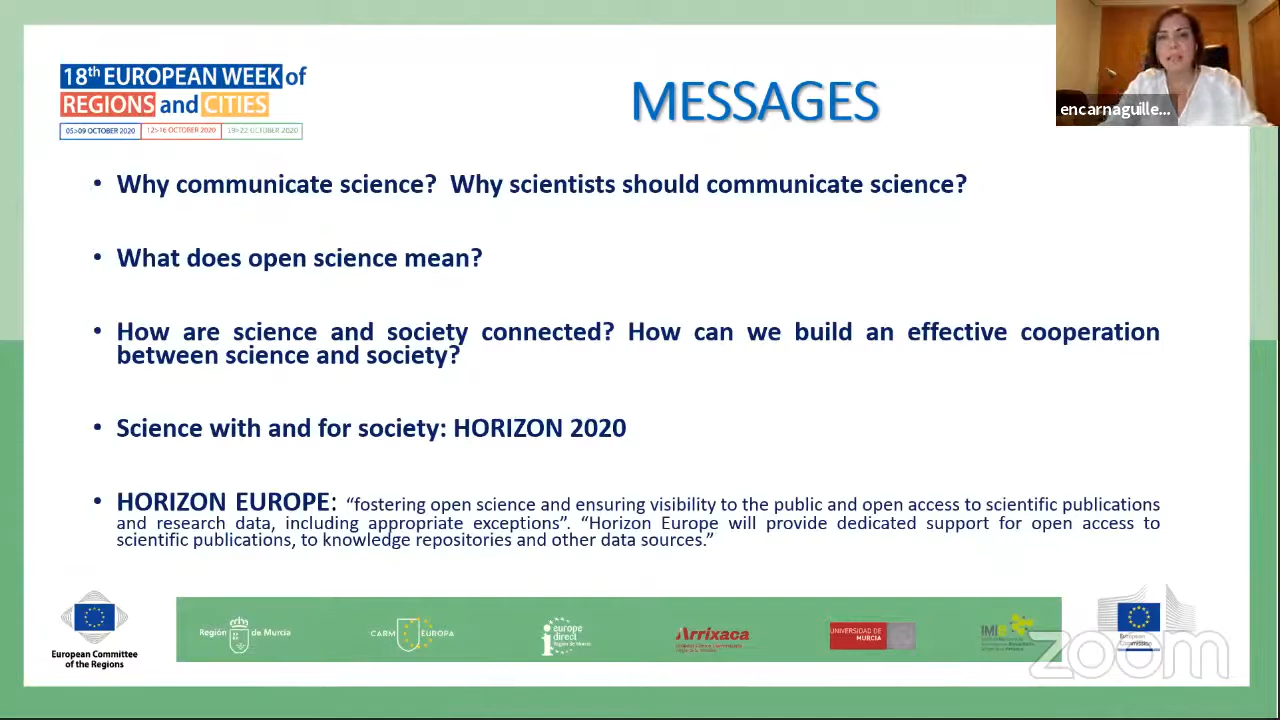 18th EUROPEAN WEEK of
REGIONS and CITIES
05>09 OCTOBER 2020 12>16 OCTOBER 2020 19>22 OCTOBER 2020
MESSAGES
encarnaguille...
• Why communicate science? Why scientists should communicate science?
• What does open science mean?
• How are science and society connected? How can we build an effective cooperation
between science and society?
• Science with and for society: HORIZON 2020
• HORIZON EUROPE: “fostering open science and ensuring visibility to the public and open access to scientific publications
and research data, including appropriate exceptions”. “Horizon Europe will provide dedicated support for open access to
scientific publications, to knowledge repositories and other data sources.”
European Committee
of the Regions
Región de Murcia
CARM EUROPA
europe
direct
Región de Murcia
Arrixaca
UNIVERSIDAD DE
MURCIA
IMIB
European
Commission
zoom